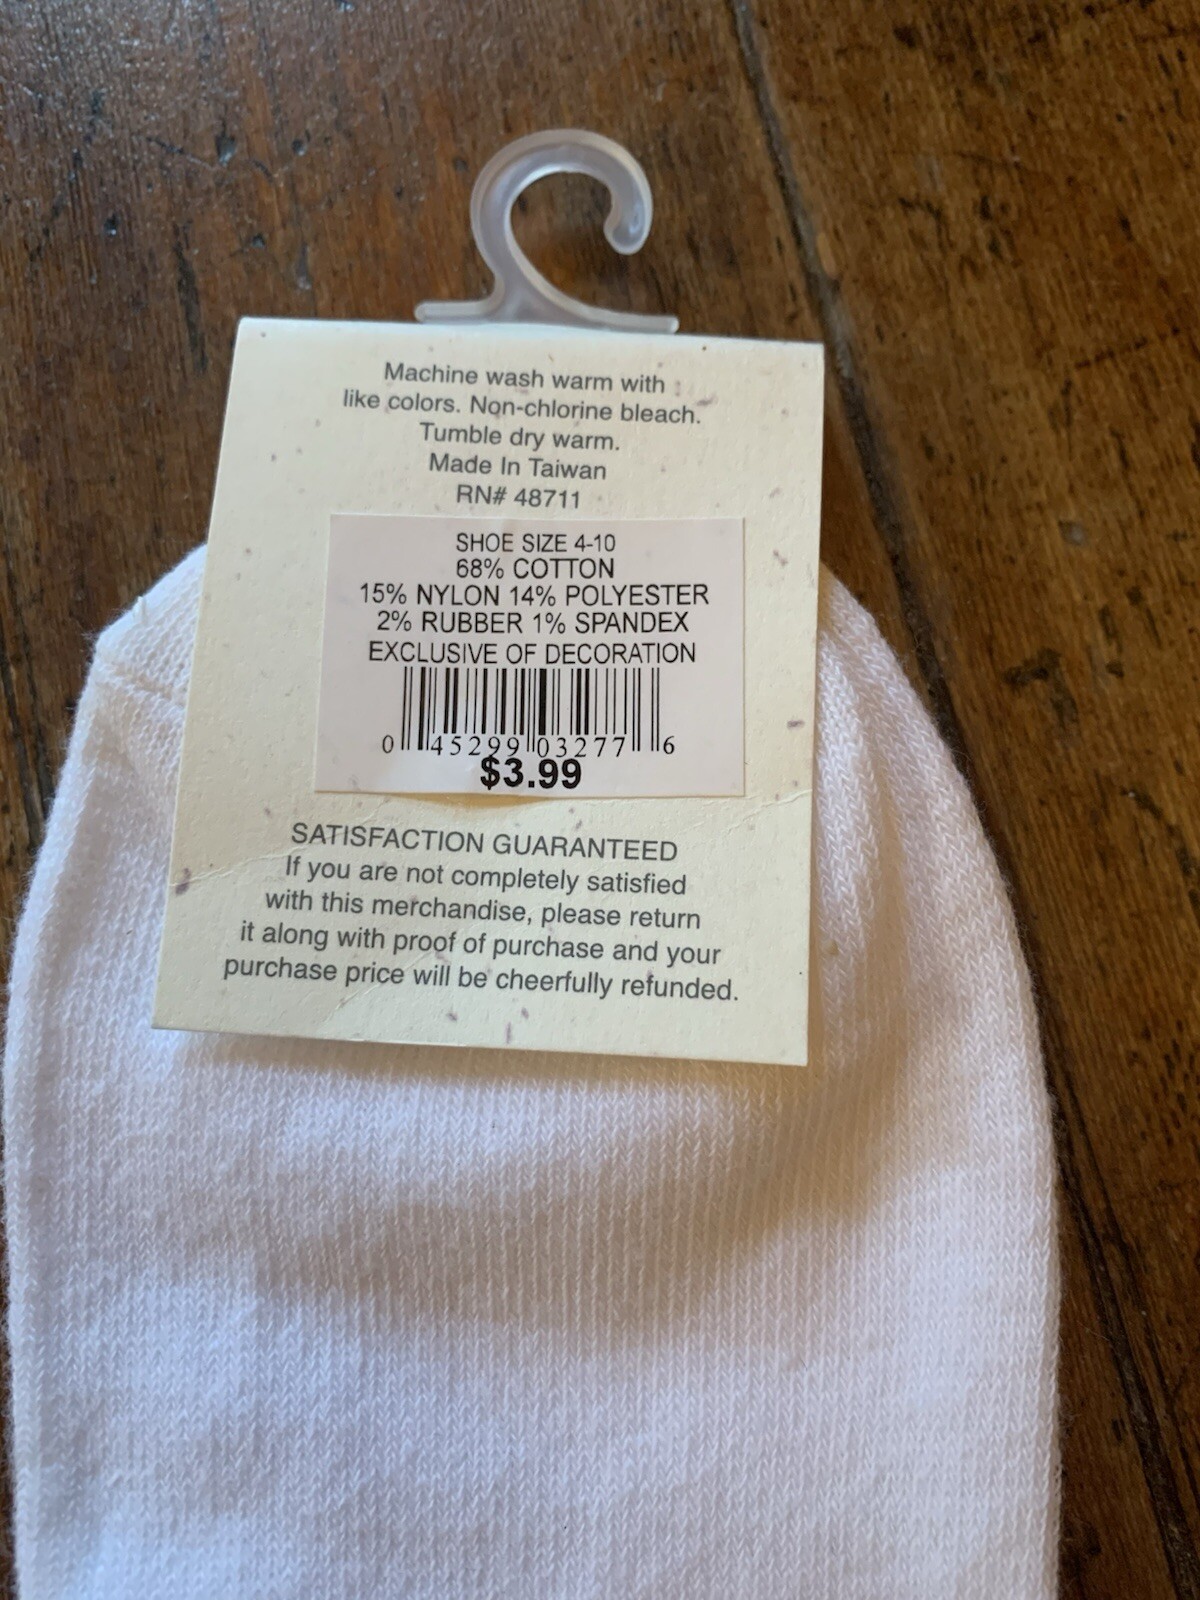 Machine wash warm with
like colors. Non-chlorine bleach.
Tumble dry warm.
Made In Taiwan
RN# 48711
SHOE SIZE 4-10
68% COTTON
15% NYLON 14% POLYESTER
2% RUBBER 1% SPANDEX
EXCLUSIVE OF DECORATION
0 45299 03277 6
$3.99
SATISFACTION GUARANTEED
If you are not completely satisfied
with this merchandise, please return
it along with proof of purchase and your
purchase price will be cheerfully refunded.